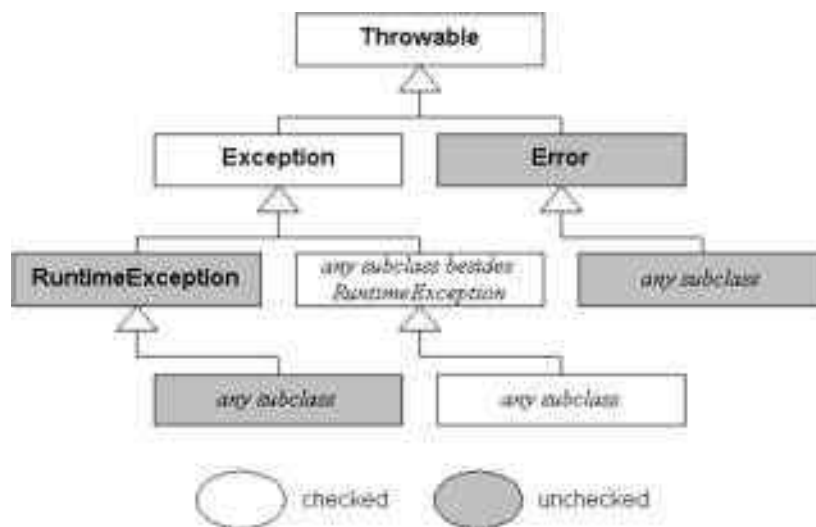 Throwable
Exception
Error
RuntimeException
any subclass besides
RuntimeException
any subclass
any subclass
any subclass
checked
unchecked